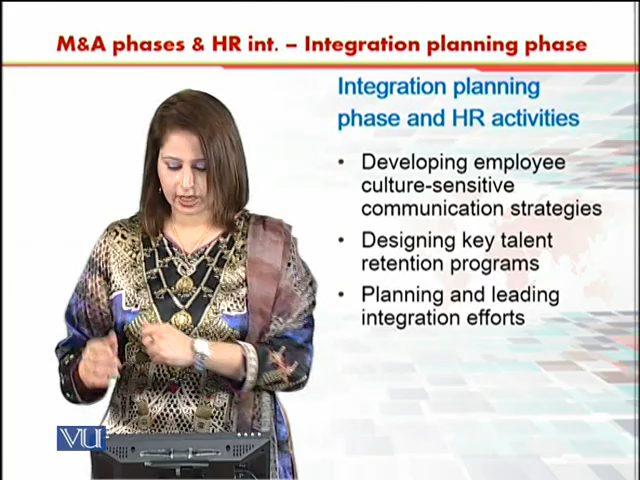 M&A phases & HR int. – Integration planning phase
Integration planning
phase and HR activities
• Developing employee
culture-sensitive
communication strategies
• Designing key talent
retention programs
• Planning and leading
integration efforts
VU